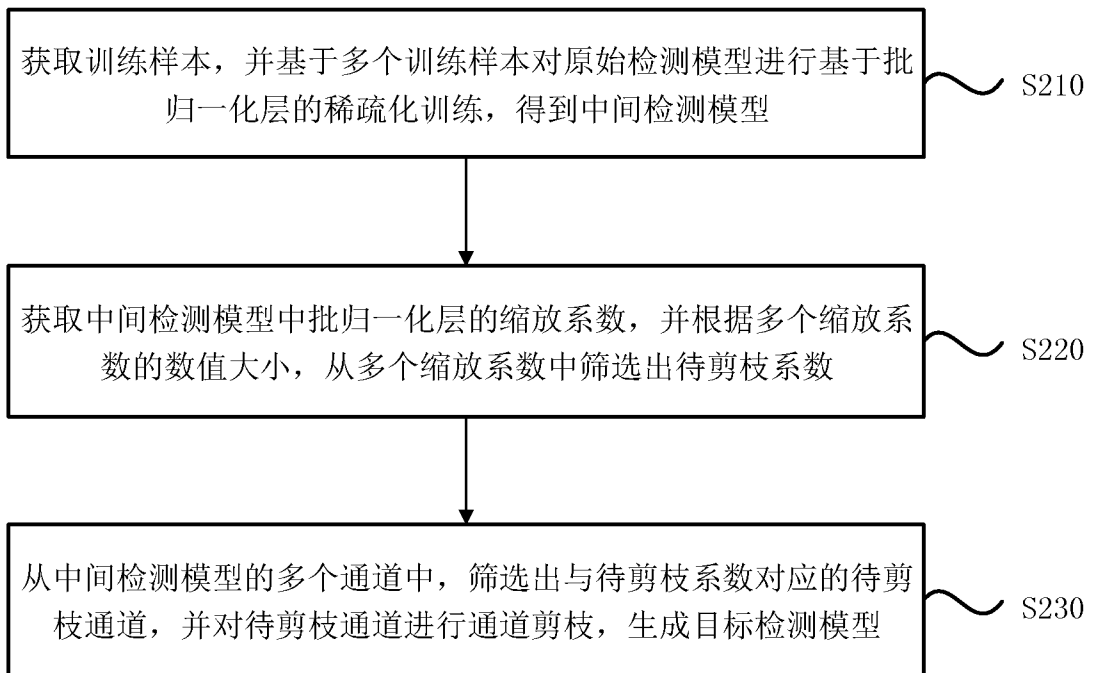 获取训练样本，并基于多个训练样本对原始检测模型进行基于批
归一化层的稀疏化训练，得到中间检测模型
S210
获取中间检测模型中批归一化层的缩放系数，并根据多个缩放系
数的数值大小，从多个缩放系数中筛选出待剪枝系数
S220
从中间检测模型的多个通道中，筛选出与待剪枝系数对应的待剪
枝通道，并对待剪枝通道进行通道剪枝，生成目标检测模型
S230